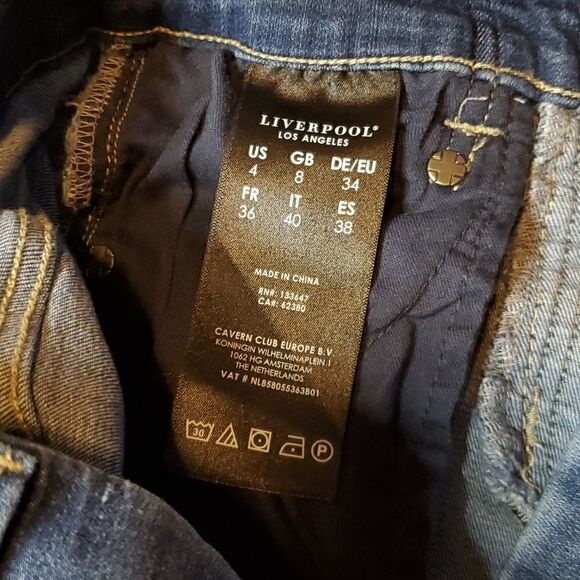 LIVERPOOL®
LOS ANGELES
US GB DE/EU
4 8 34
FR IT ES
36 40 38
MADE IN CHINA
RN#: 133647
CA#: 62380
CAVERN CLUB EUROPE B.V.
KONINGIN WILHELMINAPLEIN 1
1062 HG AMSTERDAM
THE NETHERLANDS
VAT # NL858055363B01
30 P